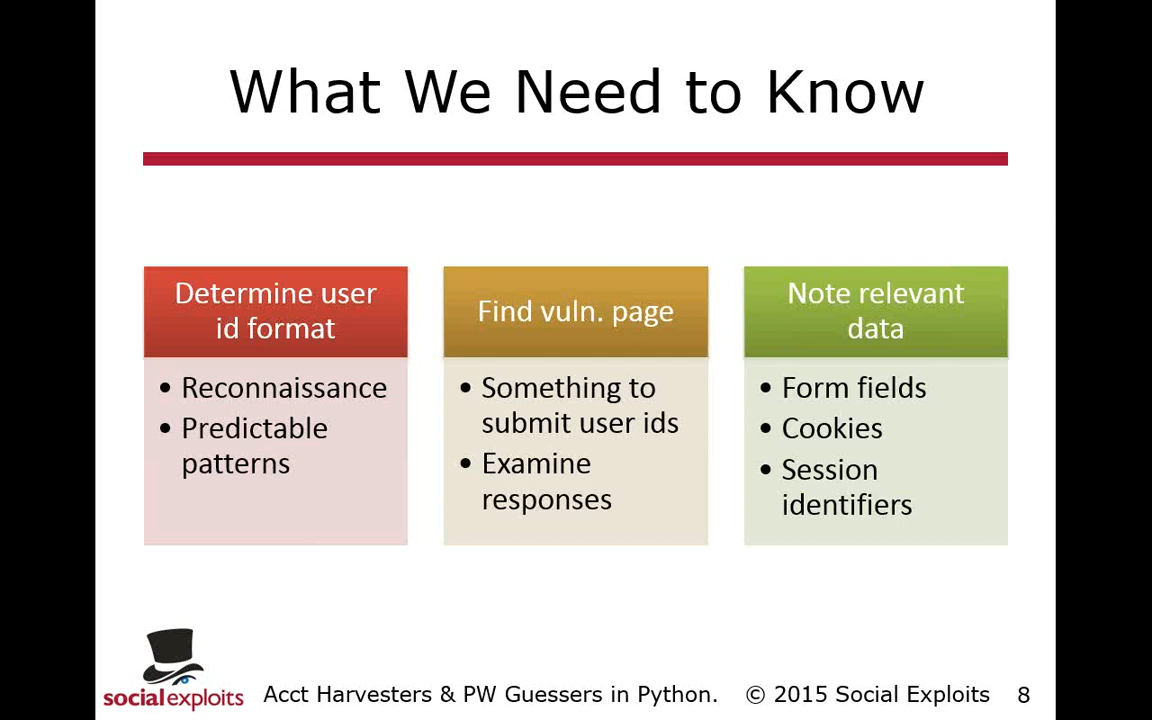 What We Need to Know
Determine user
id format
• Reconnaissance
• Predictable
patterns
Find vuln. page
• Something to
submit user ids
• Examine
responses
Note relevant
data
• Form fields
• Cookies
• Session
identifiers
socialexploits
Acct Harvesters & PW Guessers in Python. © 2015 Social Exploits 8